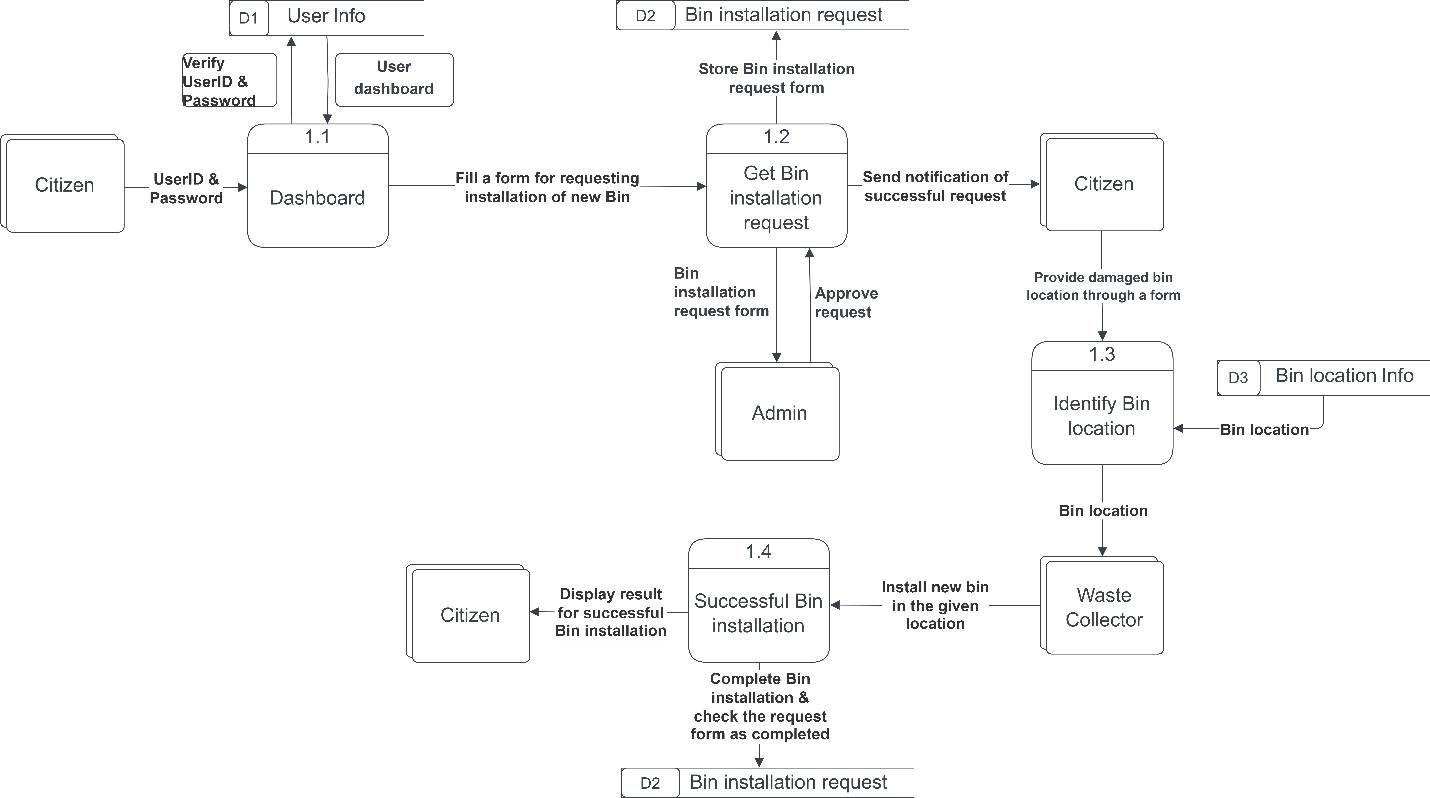 D1 User Info
D2 Bin installation request
Verify
UserID &
Password
User
dashboard
Store Bin installation
request form
Citizen
UserID &
Password
1.1
Dashboard
Fill a form for requesting
installation of new Bin
1.2
Get Bin
installation
request
Send notification of
successful request
Citizen
Bin
installation
request form
Approve
request
Provide damaged bin
location through a form
Admin
1.3
Identify Bin
location
D3 Bin location Info
Bin location
Bin location
Citizen
Display result
for successful
Bin installation
1.4
Successful Bin
installation
Install new bin
in the given
location
Waste
Collector
Complete Bin
installation &
check the request
form as completed
D2 Bin installation request